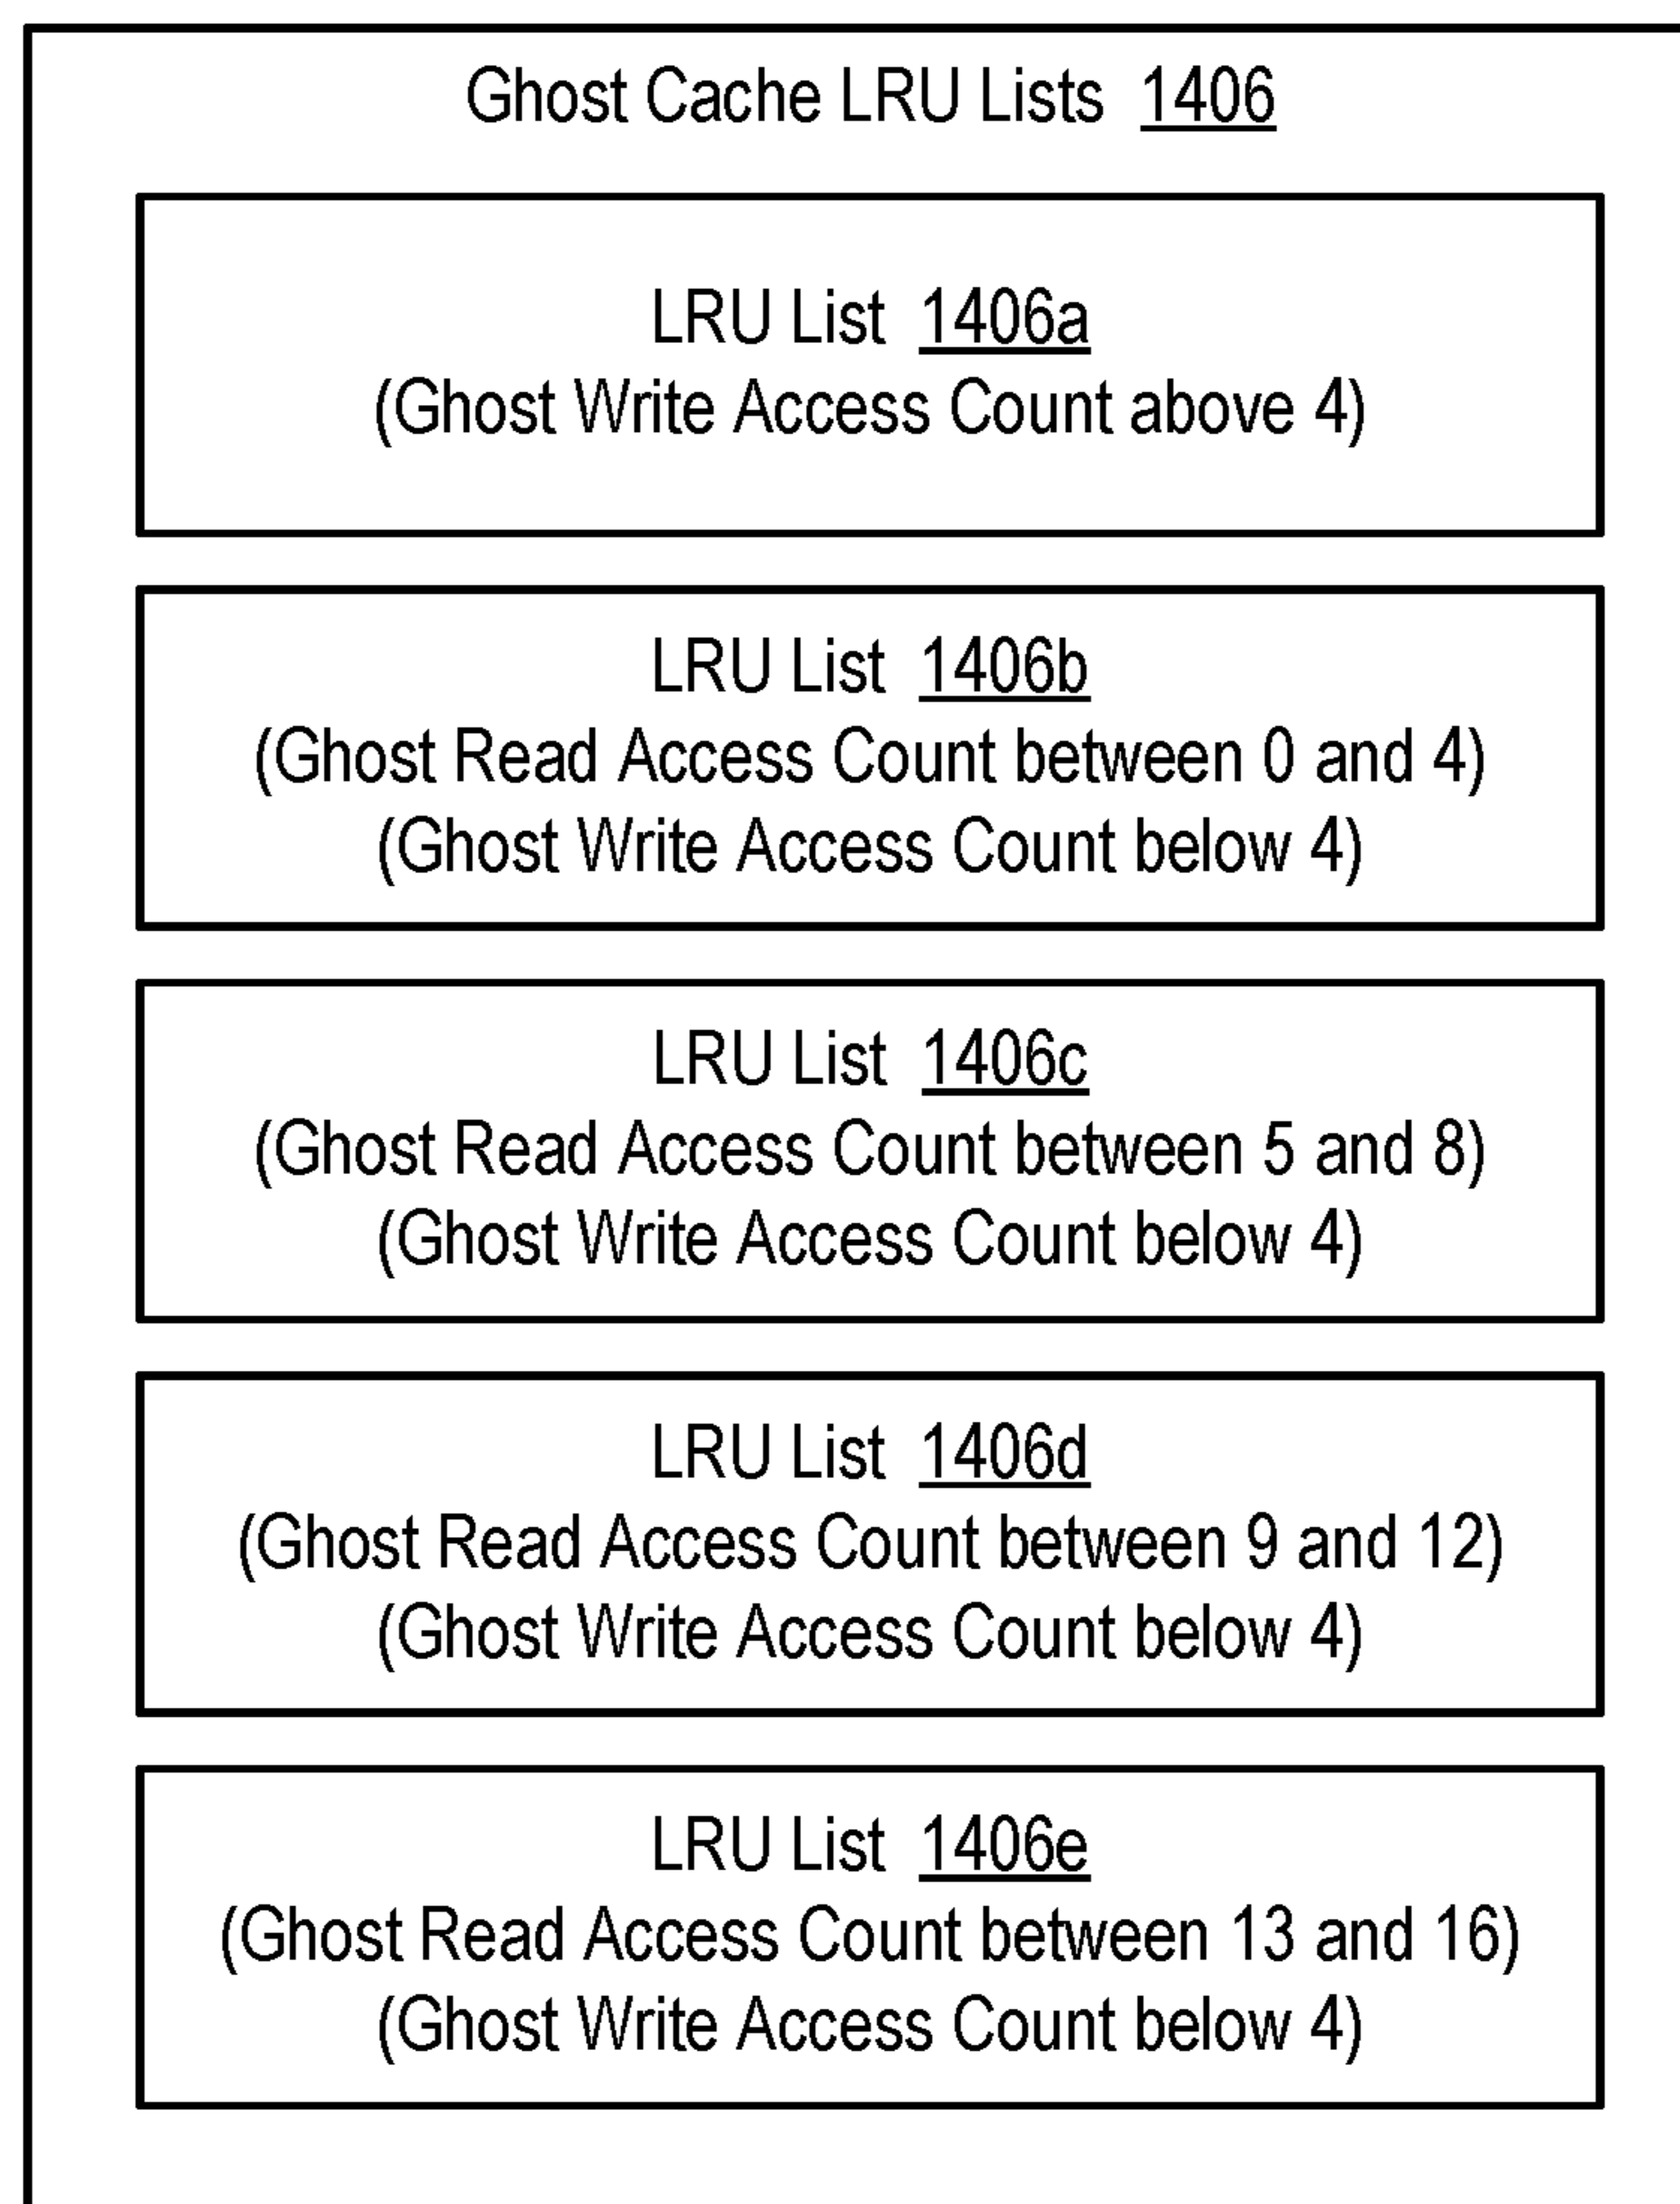 Ghost Cache LRU Lists 1406
LRU List 1406a
(Ghost Write Access Count above 4)
LRU List 1406b
(Ghost Read Access Count between 0 and 4)
(Ghost Write Access Count below 4)
LRU List 1406c
(Ghost Read Access Count between 5 and 8)
(Ghost Write Access Count below 4)
LRU List 1406d
(Ghost Read Access Count between 9 and 12)
(Ghost Write Access Count below 4)
LRU List 1406e
(Ghost Read Access Count between 13 and 16)
(Ghost Write Access Count below 4)